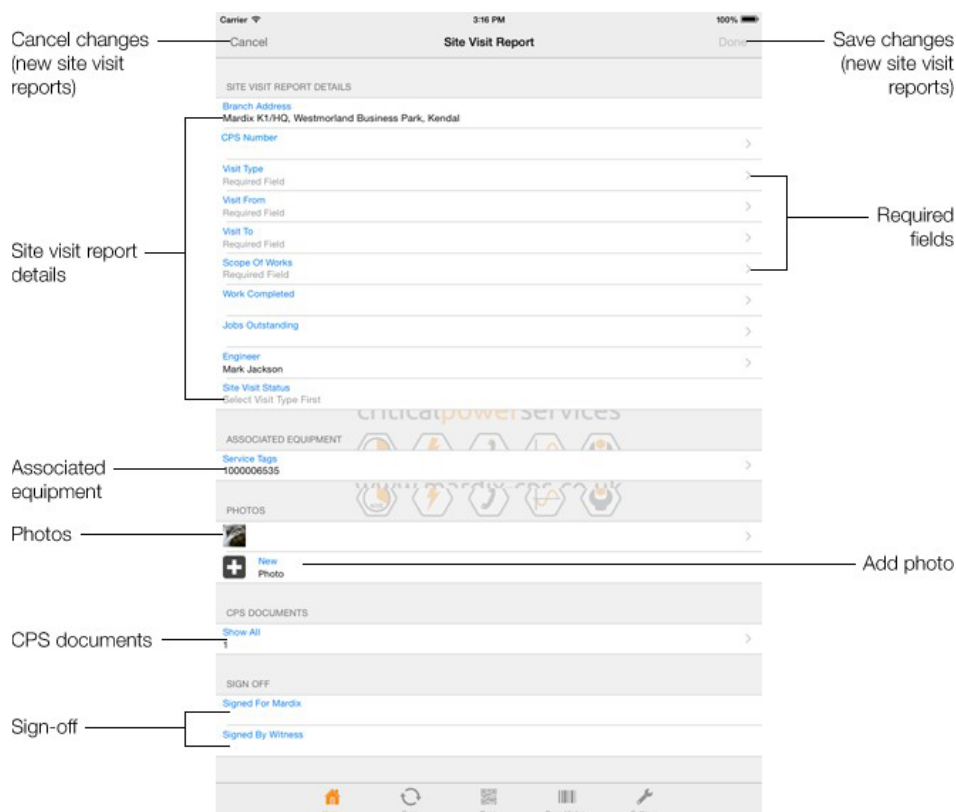 Carrier
3:16 PM
100%
Cancel
Site Visit Report
Done
Cancel changes
(new site visit
reports)
Save changes
(new site visit
reports)
SITE VISIT REPORT DETAILS
Branch Address
Mardix K1/HQ, Westmorland Business Park, Kendal
CPS Number
Visit Type
Required Field
Visit From
Required Field
Visit To
Required Field
Scope Of Works
Required Field
Required
fields
Site visit report
details
Work Completed
Jobs Outstanding
Engineer
Mark Jackson
Site Visit Status
Select Visit Type First
criticalpowerservices
ASSOCIATED EQUIPMENT
Associated
equipment
Service Tags
1000006535
www.mardix-cps.co.uk
PHOTOS
Photos
New
Photo
Add photo
CPS DOCUMENTS
CPS documents
Show All
1
SIGN OFF
Sign-off
Signed For Mardix
Signed By Witness